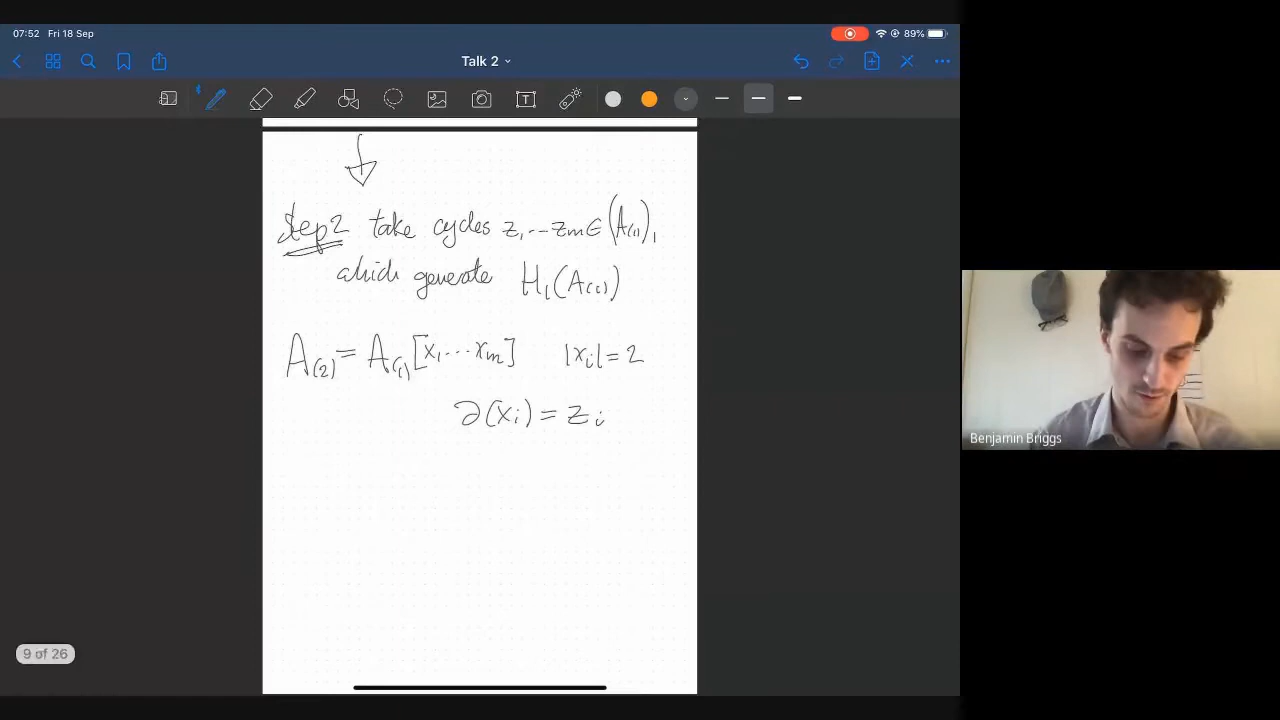 07:52 Fri 18 Sep
89%
Talk 2
Step 2 take cycles z₁ ... zm ∈ (A₍₁₎)₁
which generate H₁(A₍₁₎)
A₍₂₎ = A₍₁₎[x₁ ... xm] |xᵢ| = 2
∂(xᵢ) = zᵢ
Benjamin Briggs
9 of 26